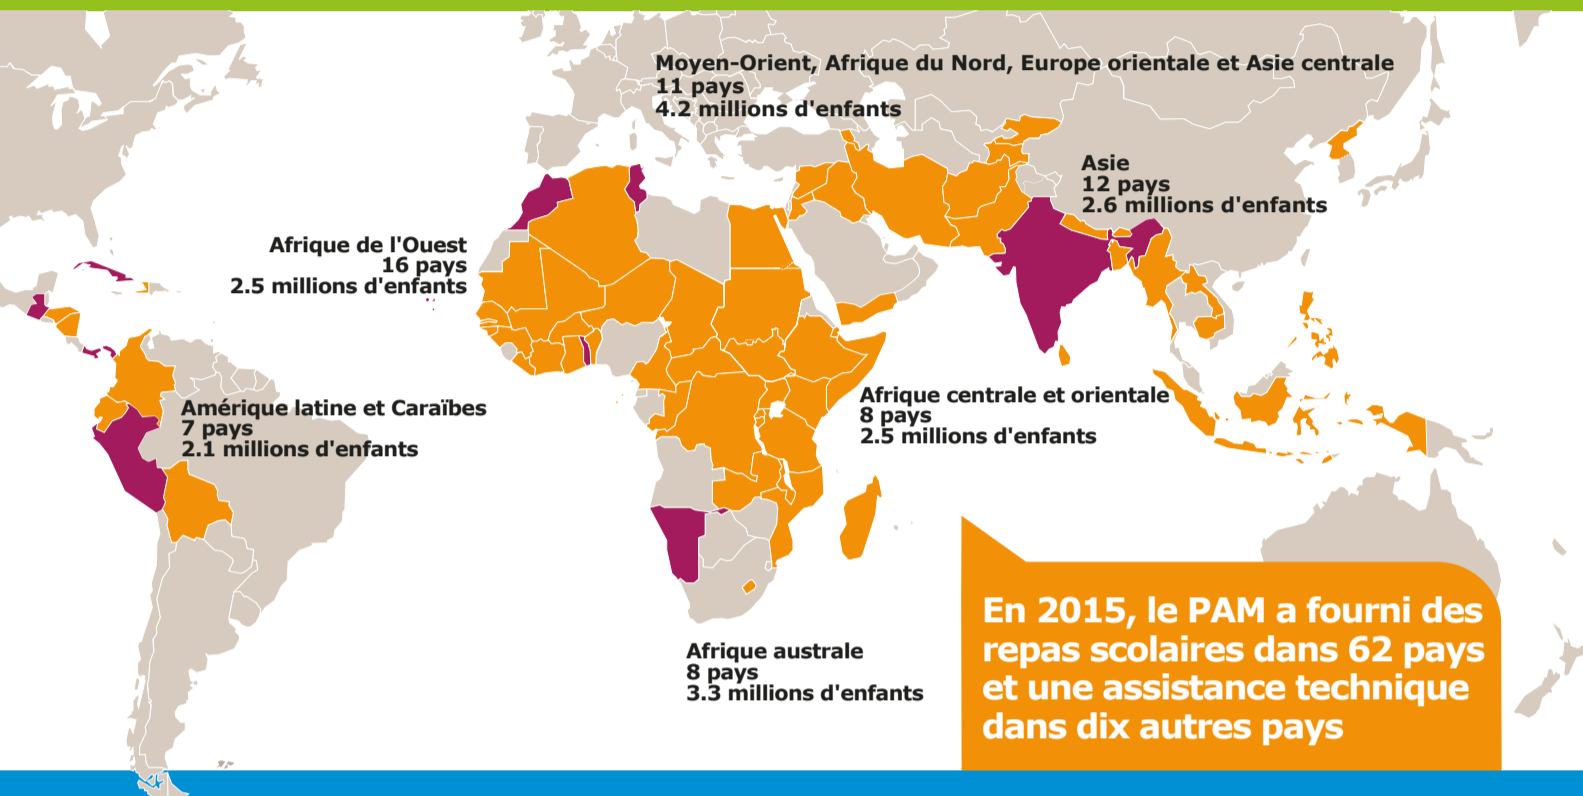 Moyen-Orient, Afrique du Nord, Europe orientale et Asie centrale
11 pays
4.2 millions d'enfants
Asie
12 pays
2.6 millions d'enfants
Afrique de l'Ouest
16 pays
2.5 millions d'enfants
Afrique centrale et orientale
8 pays
2.5 millions d'enfants
Amérique latine et Caraïbes
7 pays
2.1 millions d'enfants
Afrique australe
8 pays
3.3 millions d'enfants
En 2015, le PAM a fourni des
repas scolaires dans 62 pays
et une assistance technique
dans dix autres pays